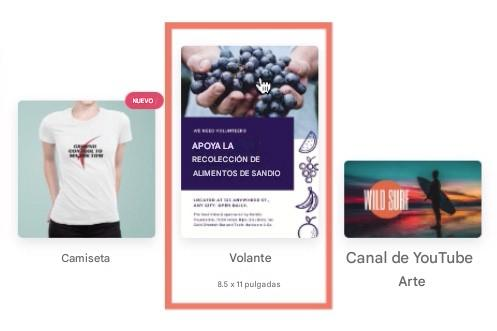 NUEVO
GROUND
CONTROL TO
MAJOR TOM
Camiseta
WE NEED VOLUNTEERS
APOYA LA
RECOLECCIÓN DE
ALIMENTOS DE SANDIO
LOCATED AT 123 ANYWHERE ST.,
ANY CITY. OPEN DAILY.
Volante
8.5 x 11 pulgadas
WILD SURF
Canal de YouTube
Arte